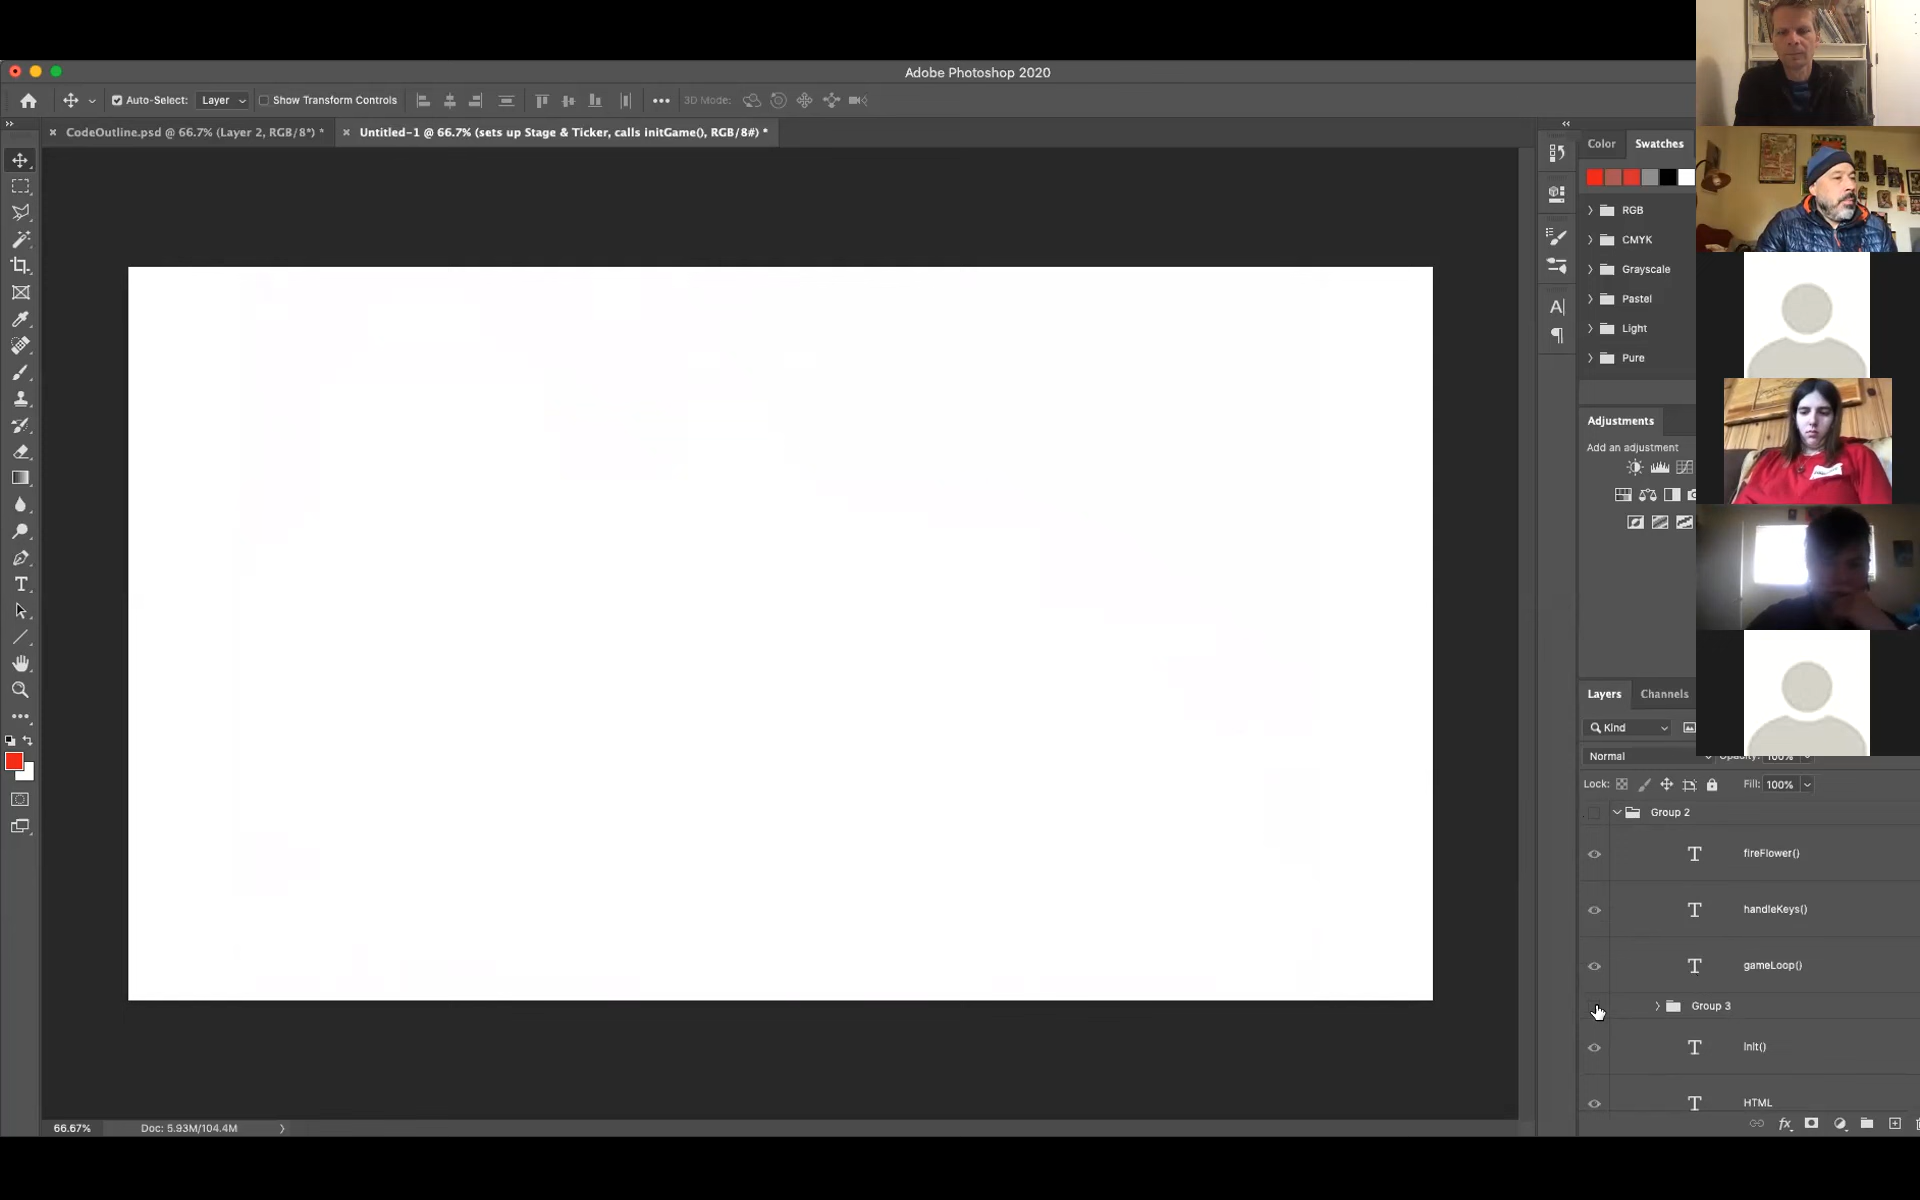 Adobe Photoshop 2020
Auto-Select:
Layer
Show Transform Controls
3D Mode:
CodeOutline.psd @ 66.7% (Layer 2, RGB/8*) *
Untitled-1 @ 66.7% (sets up Stage & Ticker, calls initGame(), RGB/8#) *
Color
Swatches
RGB
CMYK
Grayscale
Pastel
Light
Pure
Adjustments
Add an adjustment
Layers
Channels
Kind
Normal
Opacity: 100%
Lock:
Fill: 100%
Group 2
fireFlower()
handleKeys()
gameLoop()
Group 3
init()
HTML
66.67%
Doc: 5.93M/104.4M